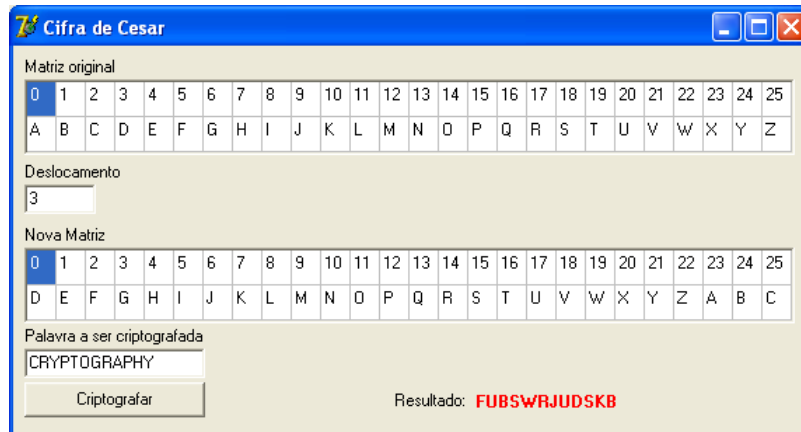 Cifra de Cesar
Matriz original
0 1 2 3 4 5 6 7 8 9 10 11 12 13 14 15 16 17 18 19 20 21 22 23 24 25
A B C D E F G H I J K L M N O P Q R S T U V W X Y Z
Deslocamento
3
Nova Matriz
0 1 2 3 4 5 6 7 8 9 10 11 12 13 14 15 16 17 18 19 20 21 22 23 24 25
D E F G H I J K L M N O P Q R S T U V W X Y Z A B C
Palavra a ser criptografada
CRYPTOGRAPHY
Criptografar Resultado: FUBSWRJUDSKB